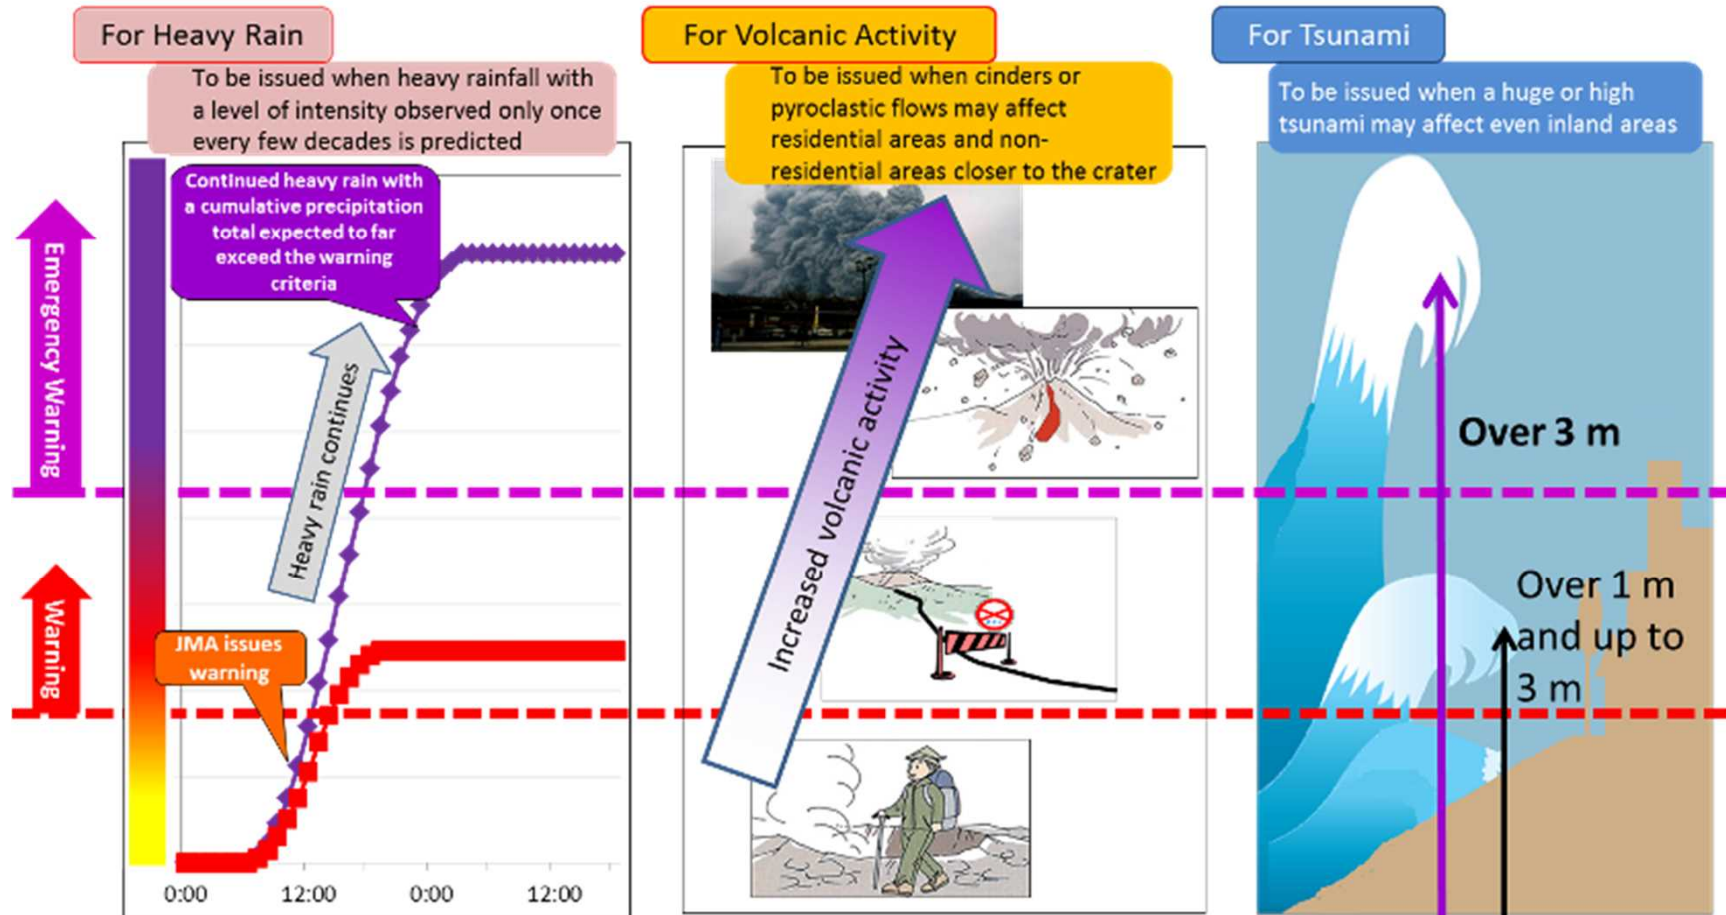 For Heavy Rain
To be issued when heavy rainfall with
a level of intensity observed only once
every few decades is predicted
Continued heavy rain with
a cumulative precipitation
total expected to far
exceed the warning
criteria
Emergency Warning
Heavy rain continues
Warning
JMA issues
warning
0:00
12:00
0:00
12:00
For Volcanic Activity
To be issued when cinders or
pyroclastic flows may affect
residential areas and non-
residential areas closer to the crater
Increased volcanic activity
For Tsunami
To be issued when a huge or high
tsunami may affect even inland areas
Over 3 m
Over 1 m
and up to
3 m